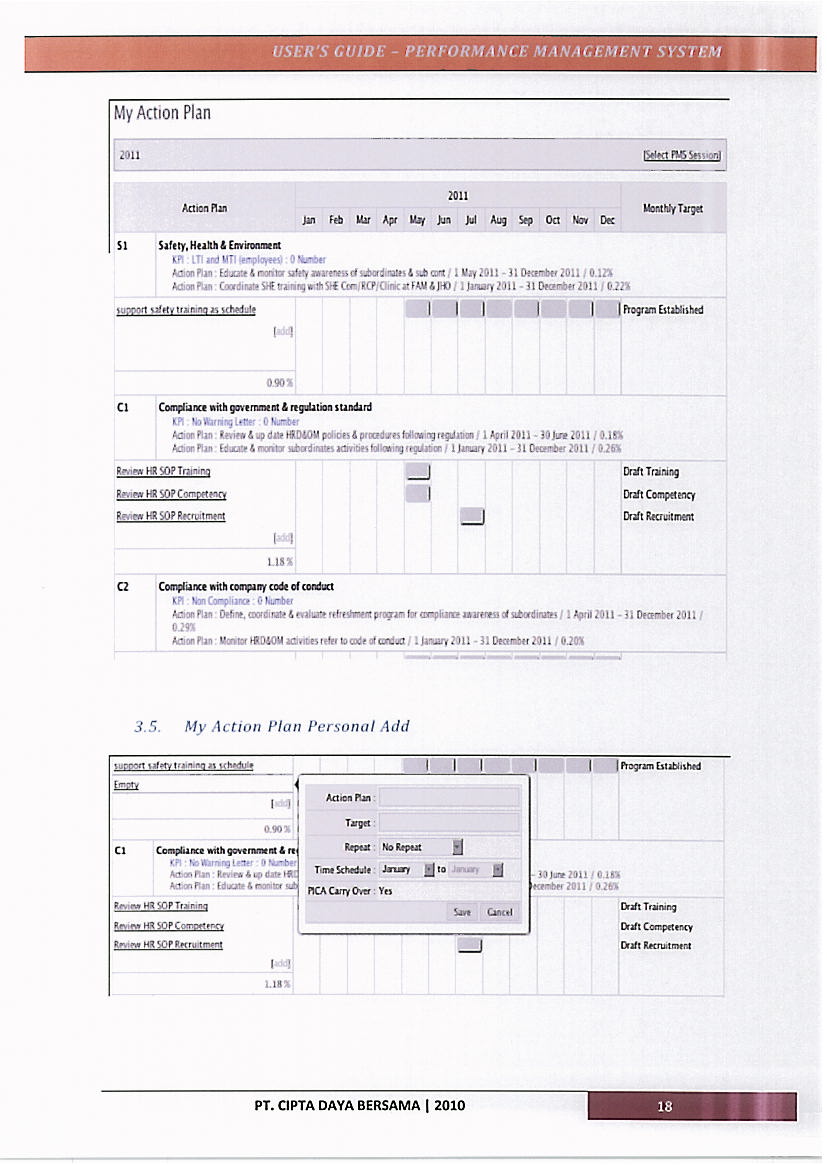 USER'S GUIDE – PERFORMANCE MANAGEMENT SYSTEM
My Action Plan
2011 [Select PMS Session]
Action Plan 2011 Monthly Target
Jan Feb Mar Apr May Jun Jul Aug Sep Oct Nov Dec
S1 Safety, Health & Environment
KPI : LTI and MTI (employees) : 0 Number
Action Plan : Educate & monitor safety awareness of subordinates & sub cont / 1 May 2011 – 31 December 2011 / 0.12%
Action Plan : Coordinate SHE training with SHE Com/RCP/Clinic at FAM & JHO / 1 January 2011 – 31 December 2011 / 0.22%
support safety training as schedule Program Established
[add]
0.90 %
C1 Compliance with government & regulation standard
KPI : No Warning Letter : 0 Number
Action Plan : Review & up date HRD&OM policies & procedures following regulation / 1 April 2011 – 30 June 2011 / 0.18%
Action Plan : Educate & monitor subordinates activities following regulation / 1 January 2011 – 31 December 2011 / 0.26%
Review HR SOP Training Draft Training
Review HR SOP Competency Draft Competency
Review HR SOP Recruitment Draft Recruitment
[add]
1.18 %
C2 Compliance with company code of conduct
KPI : Non Compliance : 0 Number
Action Plan : Define, coordinate & evaluate refreshment program for compliance awareness of subordinates / 1 April 2011 – 31 December 2011 /
0.29%
Action Plan : Monitor HRD&OM activities refer to code of conduct / 1 January 2011 – 31 December 2011 / 0.20%
3.5. My Action Plan Personal Add
support safety training as schedule Program Established
Empty
[add]
0.90 %
Action Plan :
Target :
Repeat : No Repeat
Time Schedule : January to January
PICA Carry Over : Yes
Save Cancel
C1 Compliance with government & re
KPI : No Warning Letter : 0 Number
Action Plan : Review & up date HRD – 30 June 2011 / 0.18%
Action Plan : Educate & monitor sub December 2011 / 0.26%
Review HR SOP Training Draft Training
Review HR SOP Competency Draft Competency
Review HR SOP Recruitment Draft Recruitment
[add]
1.18 %
PT. CIPTA DAYA BERSAMA | 2010 18